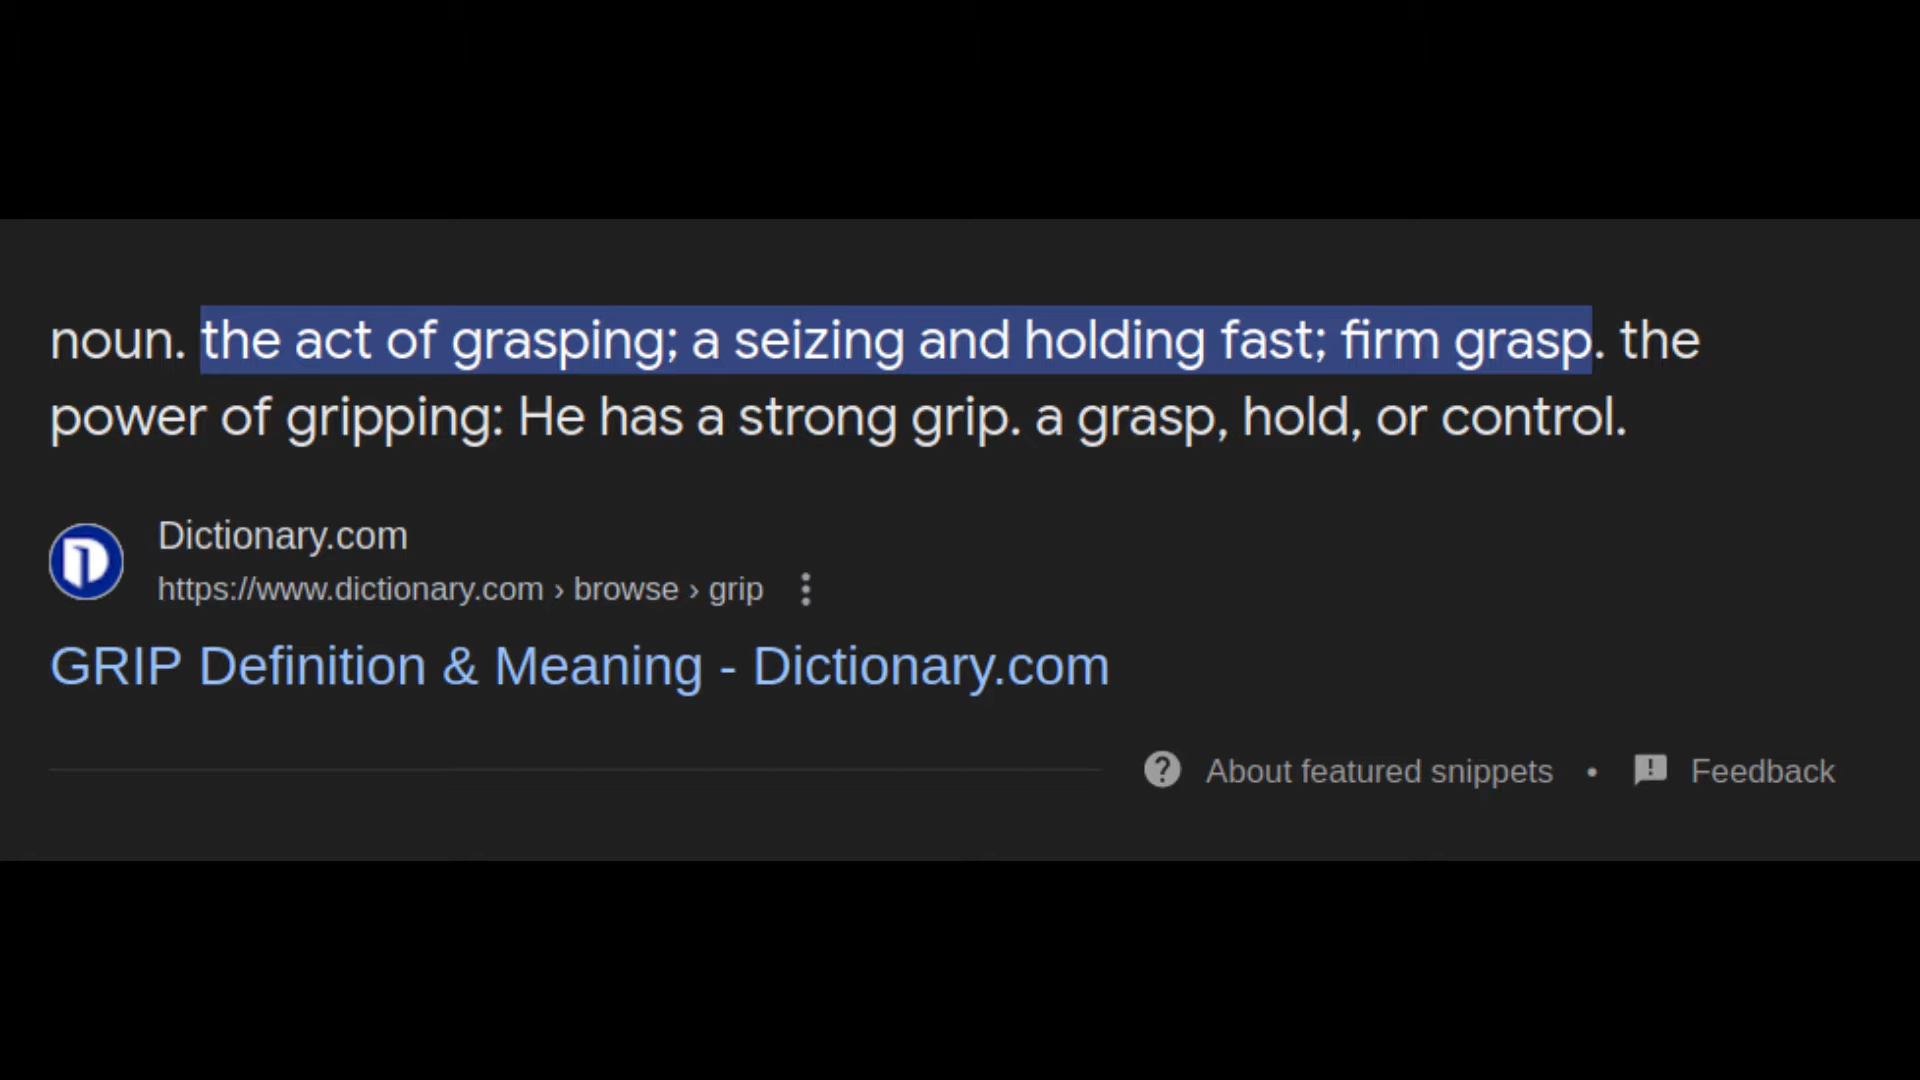 noun. the act of grasping; a seizing and holding fast; firm grasp. the
power of gripping: He has a strong grip. a grasp, hold, or control.
Dictionary.com
https://www.dictionary.com › browse › grip
GRIP Definition & Meaning - Dictionary.com
About featured snippets • Feedback